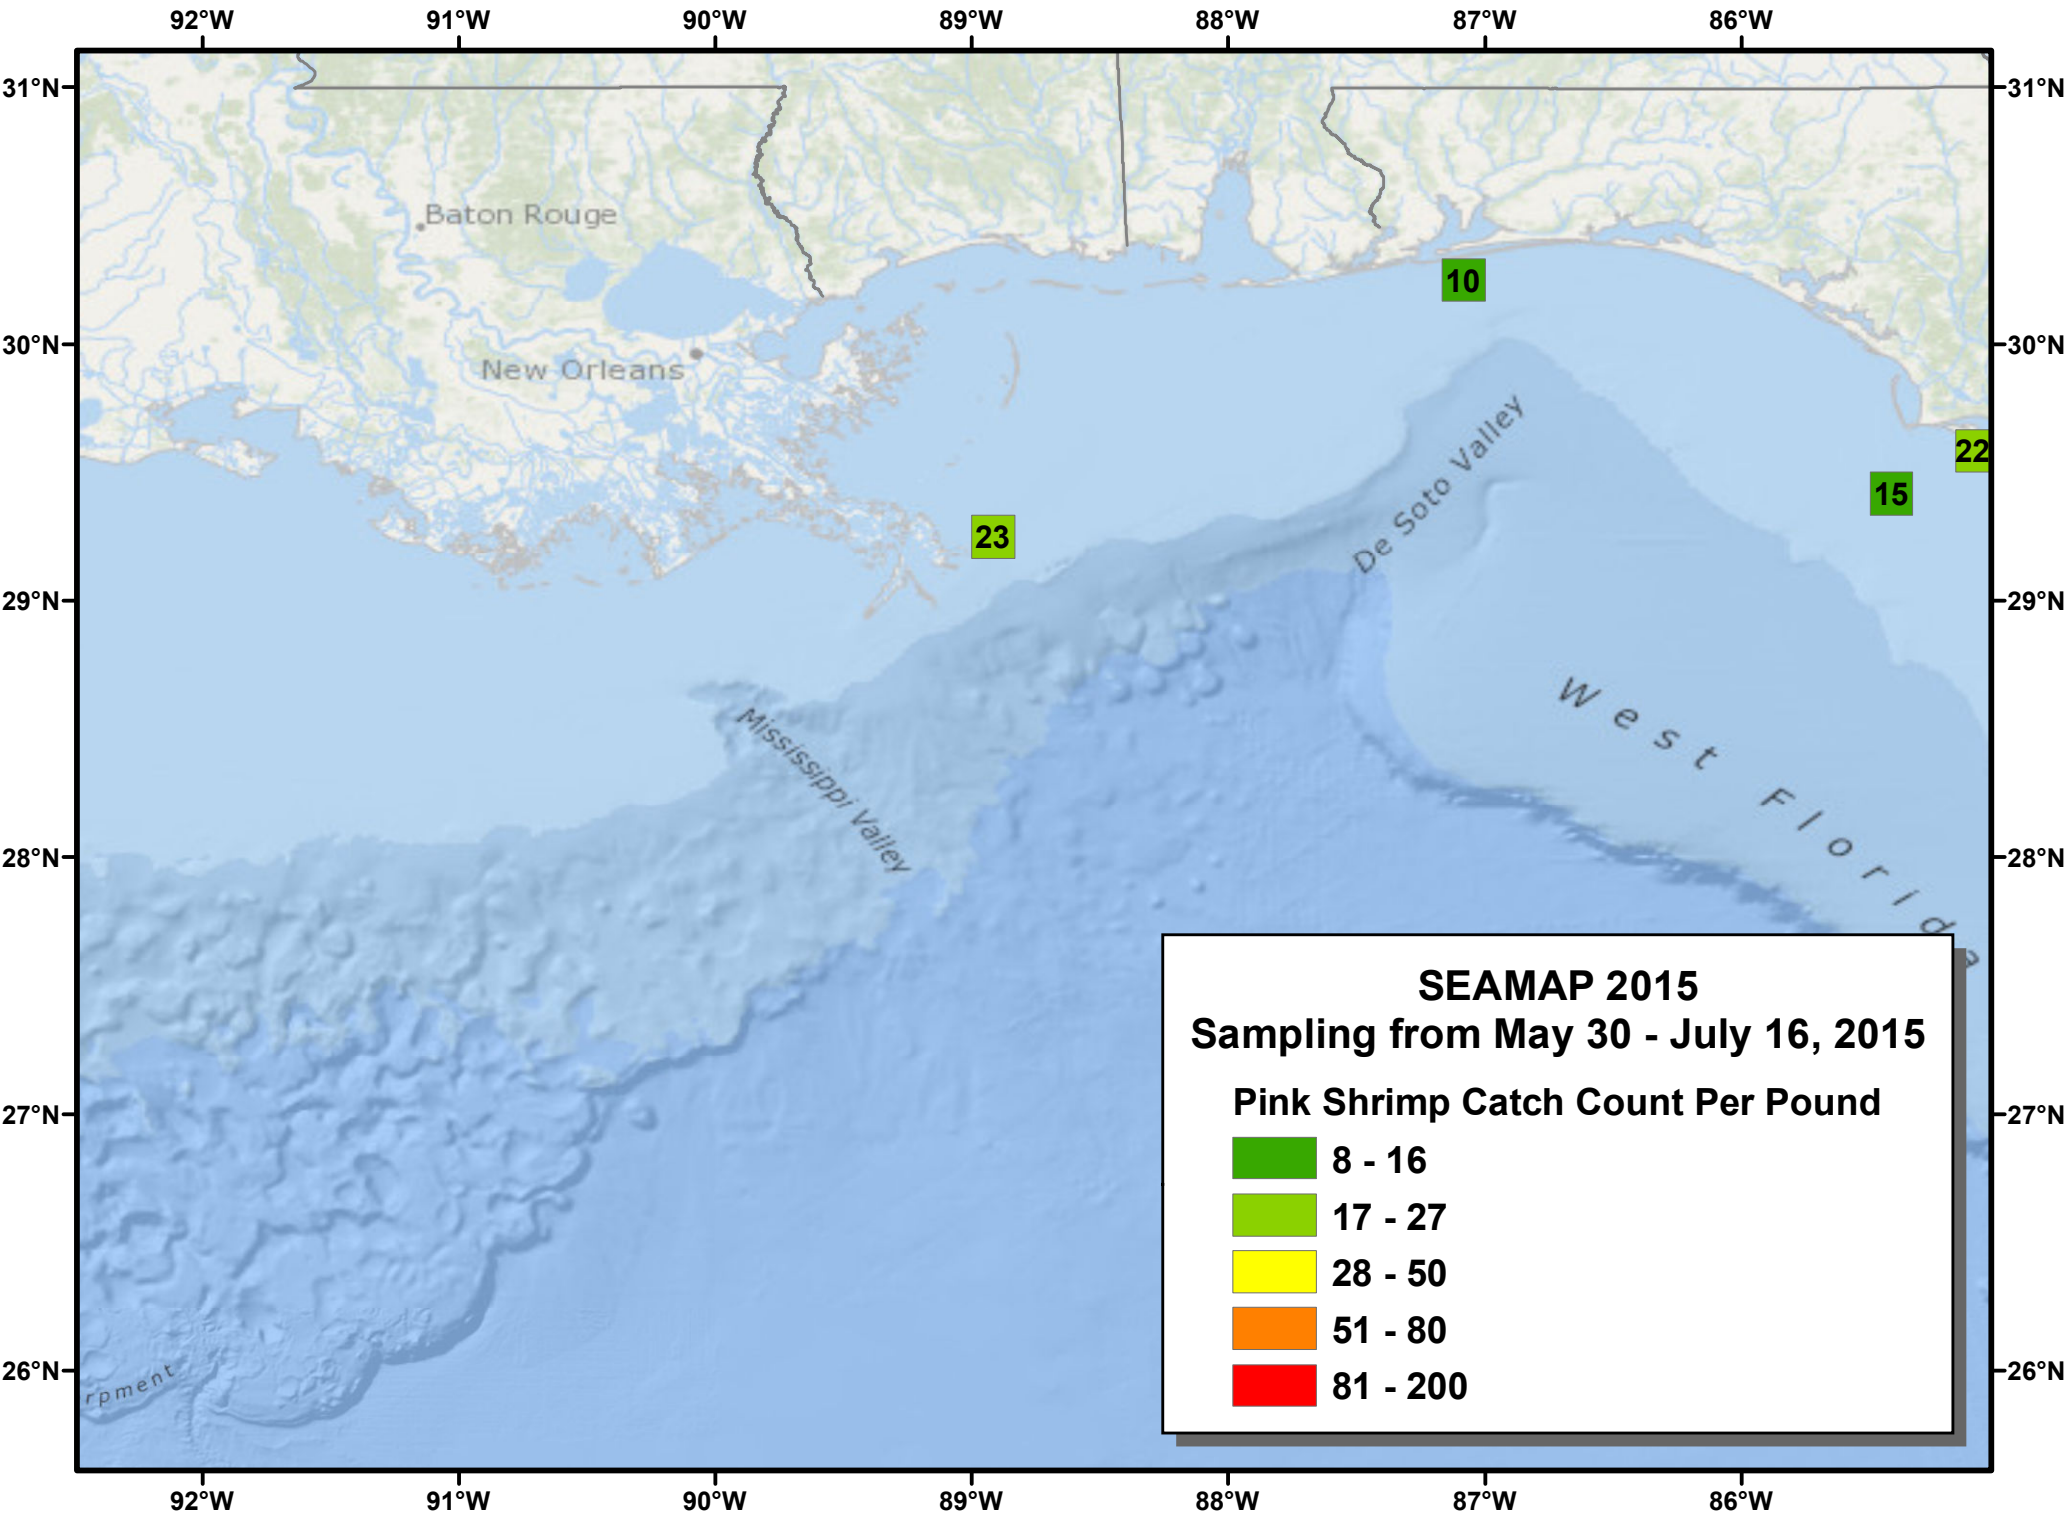 92°W 91°W 90°W 89°W 88°W 87°W 86°W
31°N 31°N
Baton Rouge
10
30°N 30°N
New Orleans
De Soto Valley
22
15
23
29°N 29°N
West Florida
Mississippi Valley
28°N 28°N
SEAMAP 2015
Sampling from May 30 - July 16, 2015
Pink Shrimp Catch Count Per Pound
27°N 27°N
8 - 16
17 - 27
28 - 50
51 - 80
81 - 200
26°N 26°N
rpment
92°W 91°W 90°W 89°W 88°W 87°W 86°W